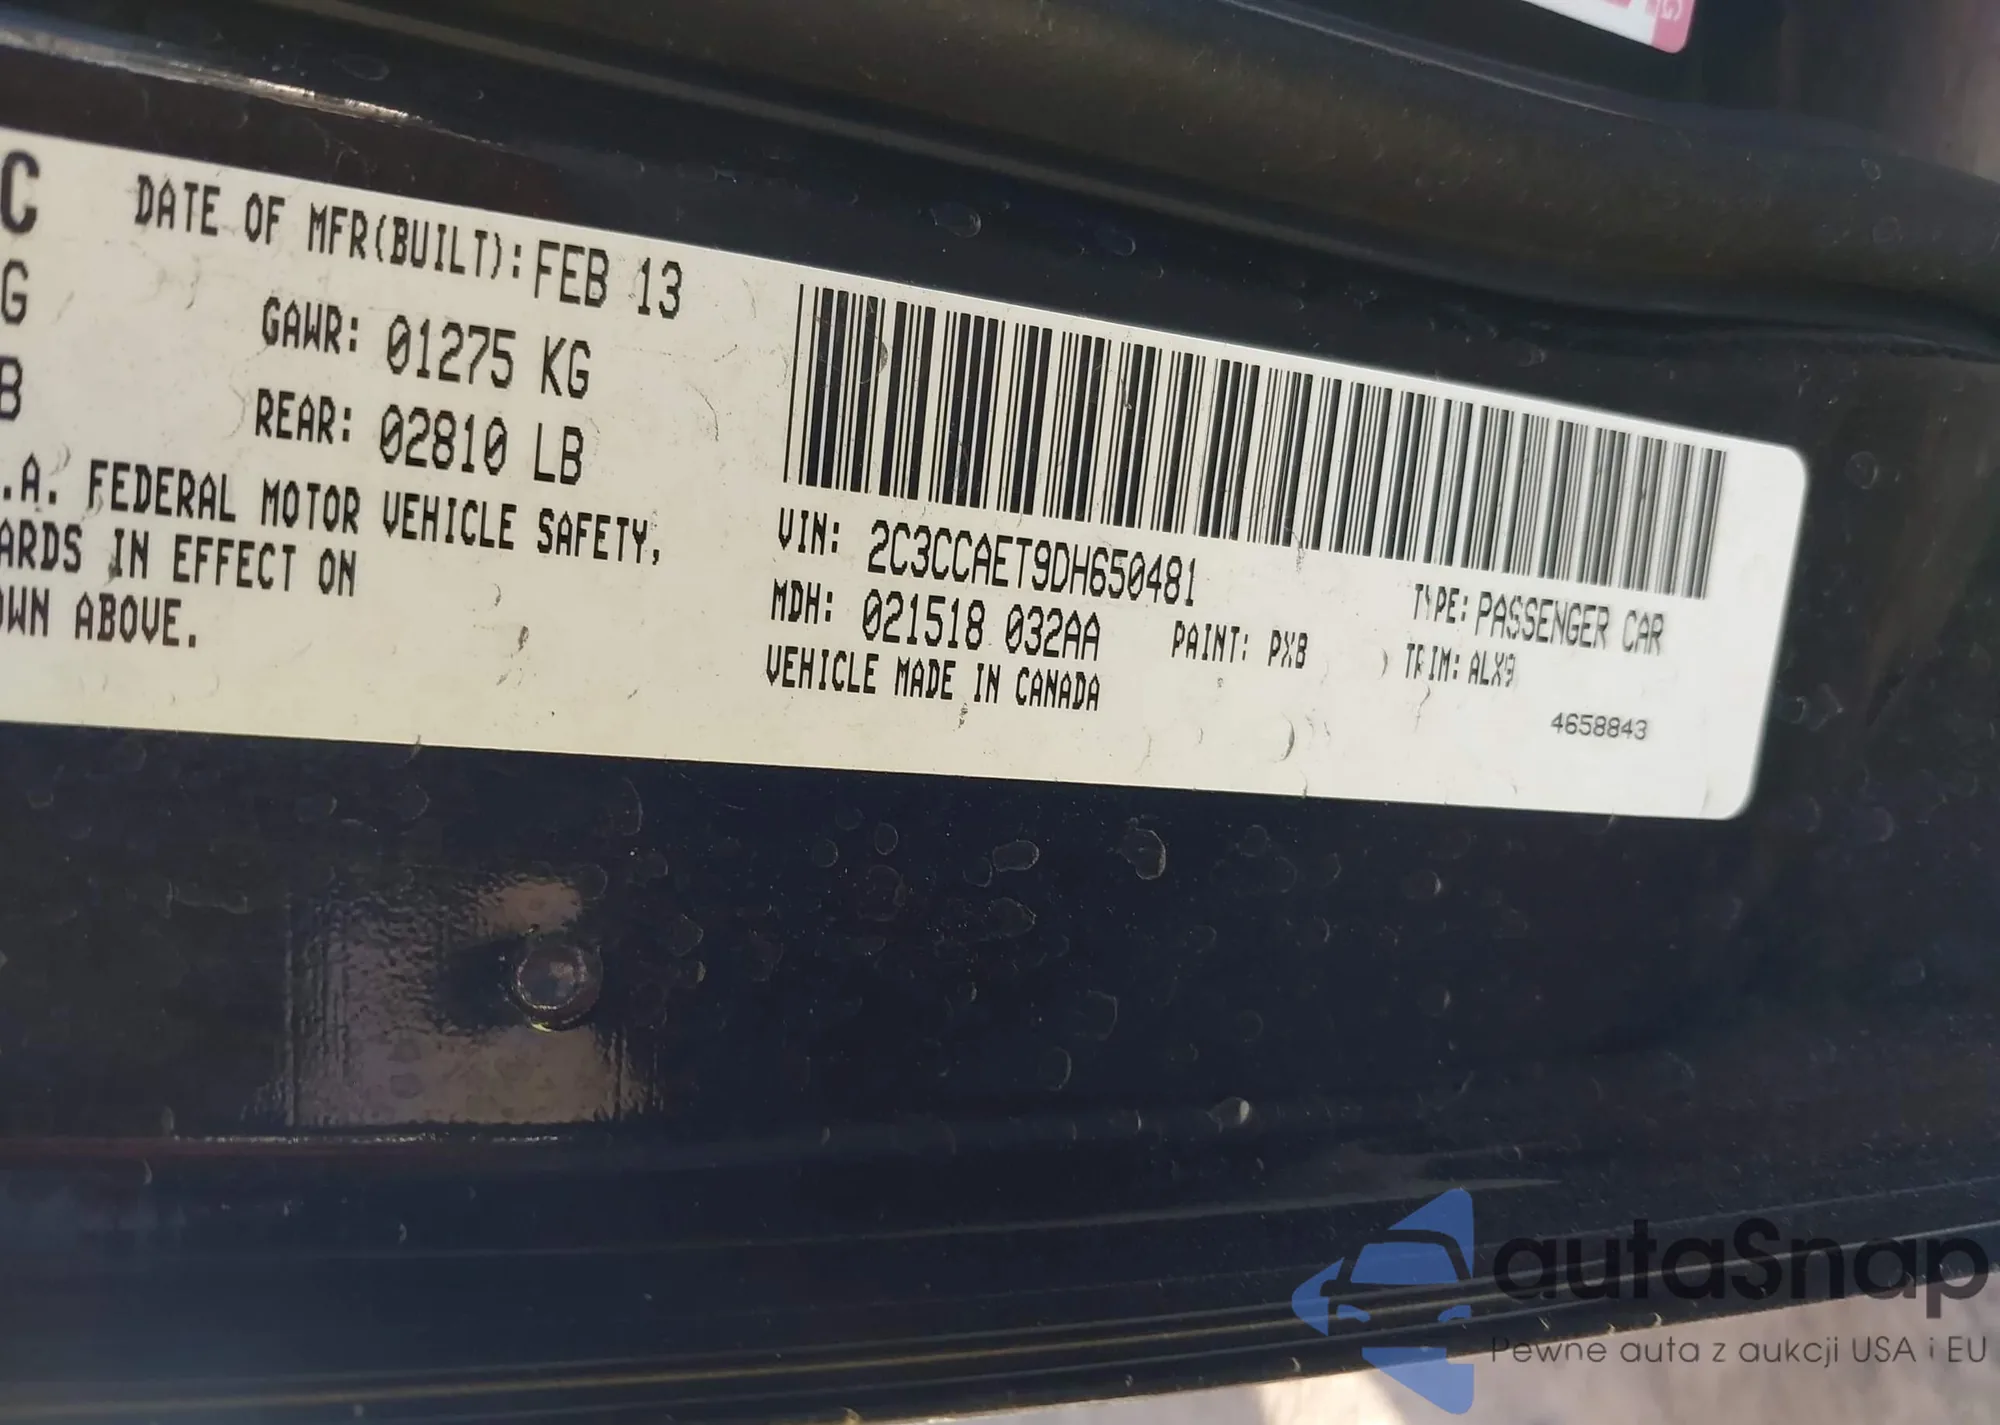 C
DATE OF MFR(BUILT): FEB 13
G GAWR: 01275 KG
B REAR: 02810 LB
.A. FEDERAL MOTOR VEHICLE SAFETY,
ARDS IN EFFECT ON
OWN ABOVE.
VIN: 2C3CCAET9DH650481
TYPE: PASSENGER CAR
MDH: 021518 032AA PAINT: PXB TRIM: ALX9
VEHICLE MADE IN CANADA
4658843
autaSnap
Pewne auta z aukcji USA i EU